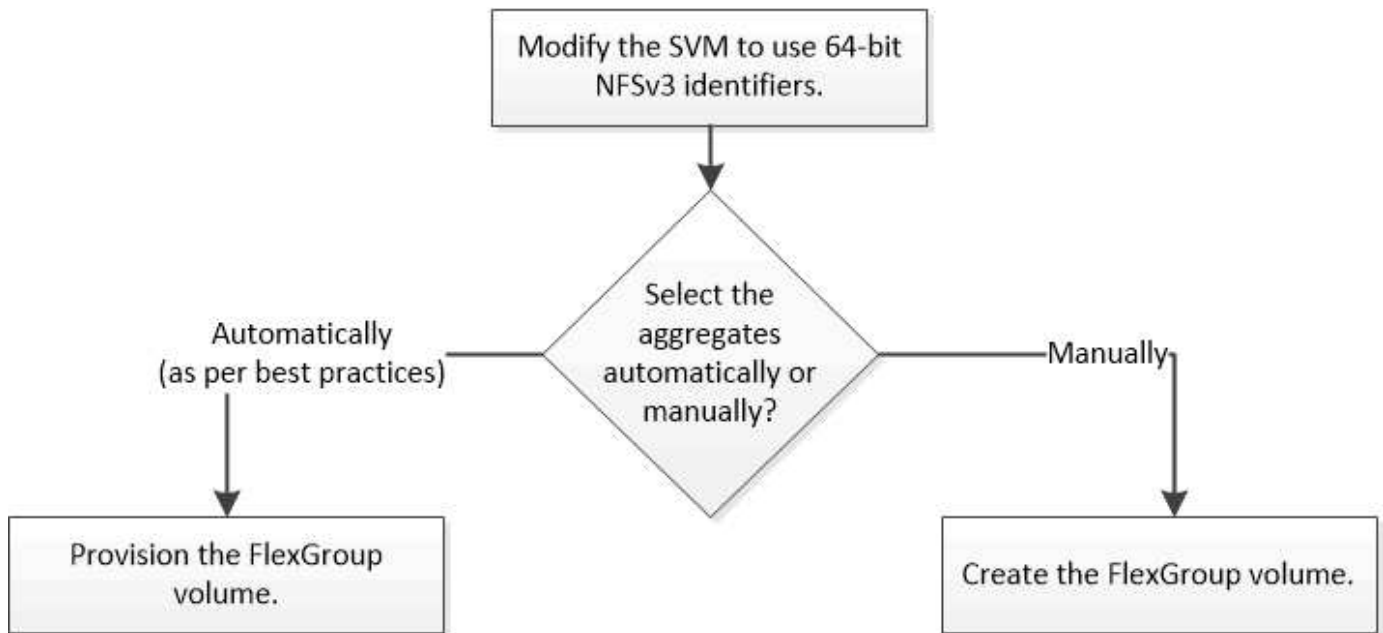 Modify the SVM to use 64-bit
NFSv3 identifiers.
Select the
aggregates
automatically or
manually?
Automatically
(as per best practices)
Manually
Provision the FlexGroup
volume.
Create the FlexGroup volume.